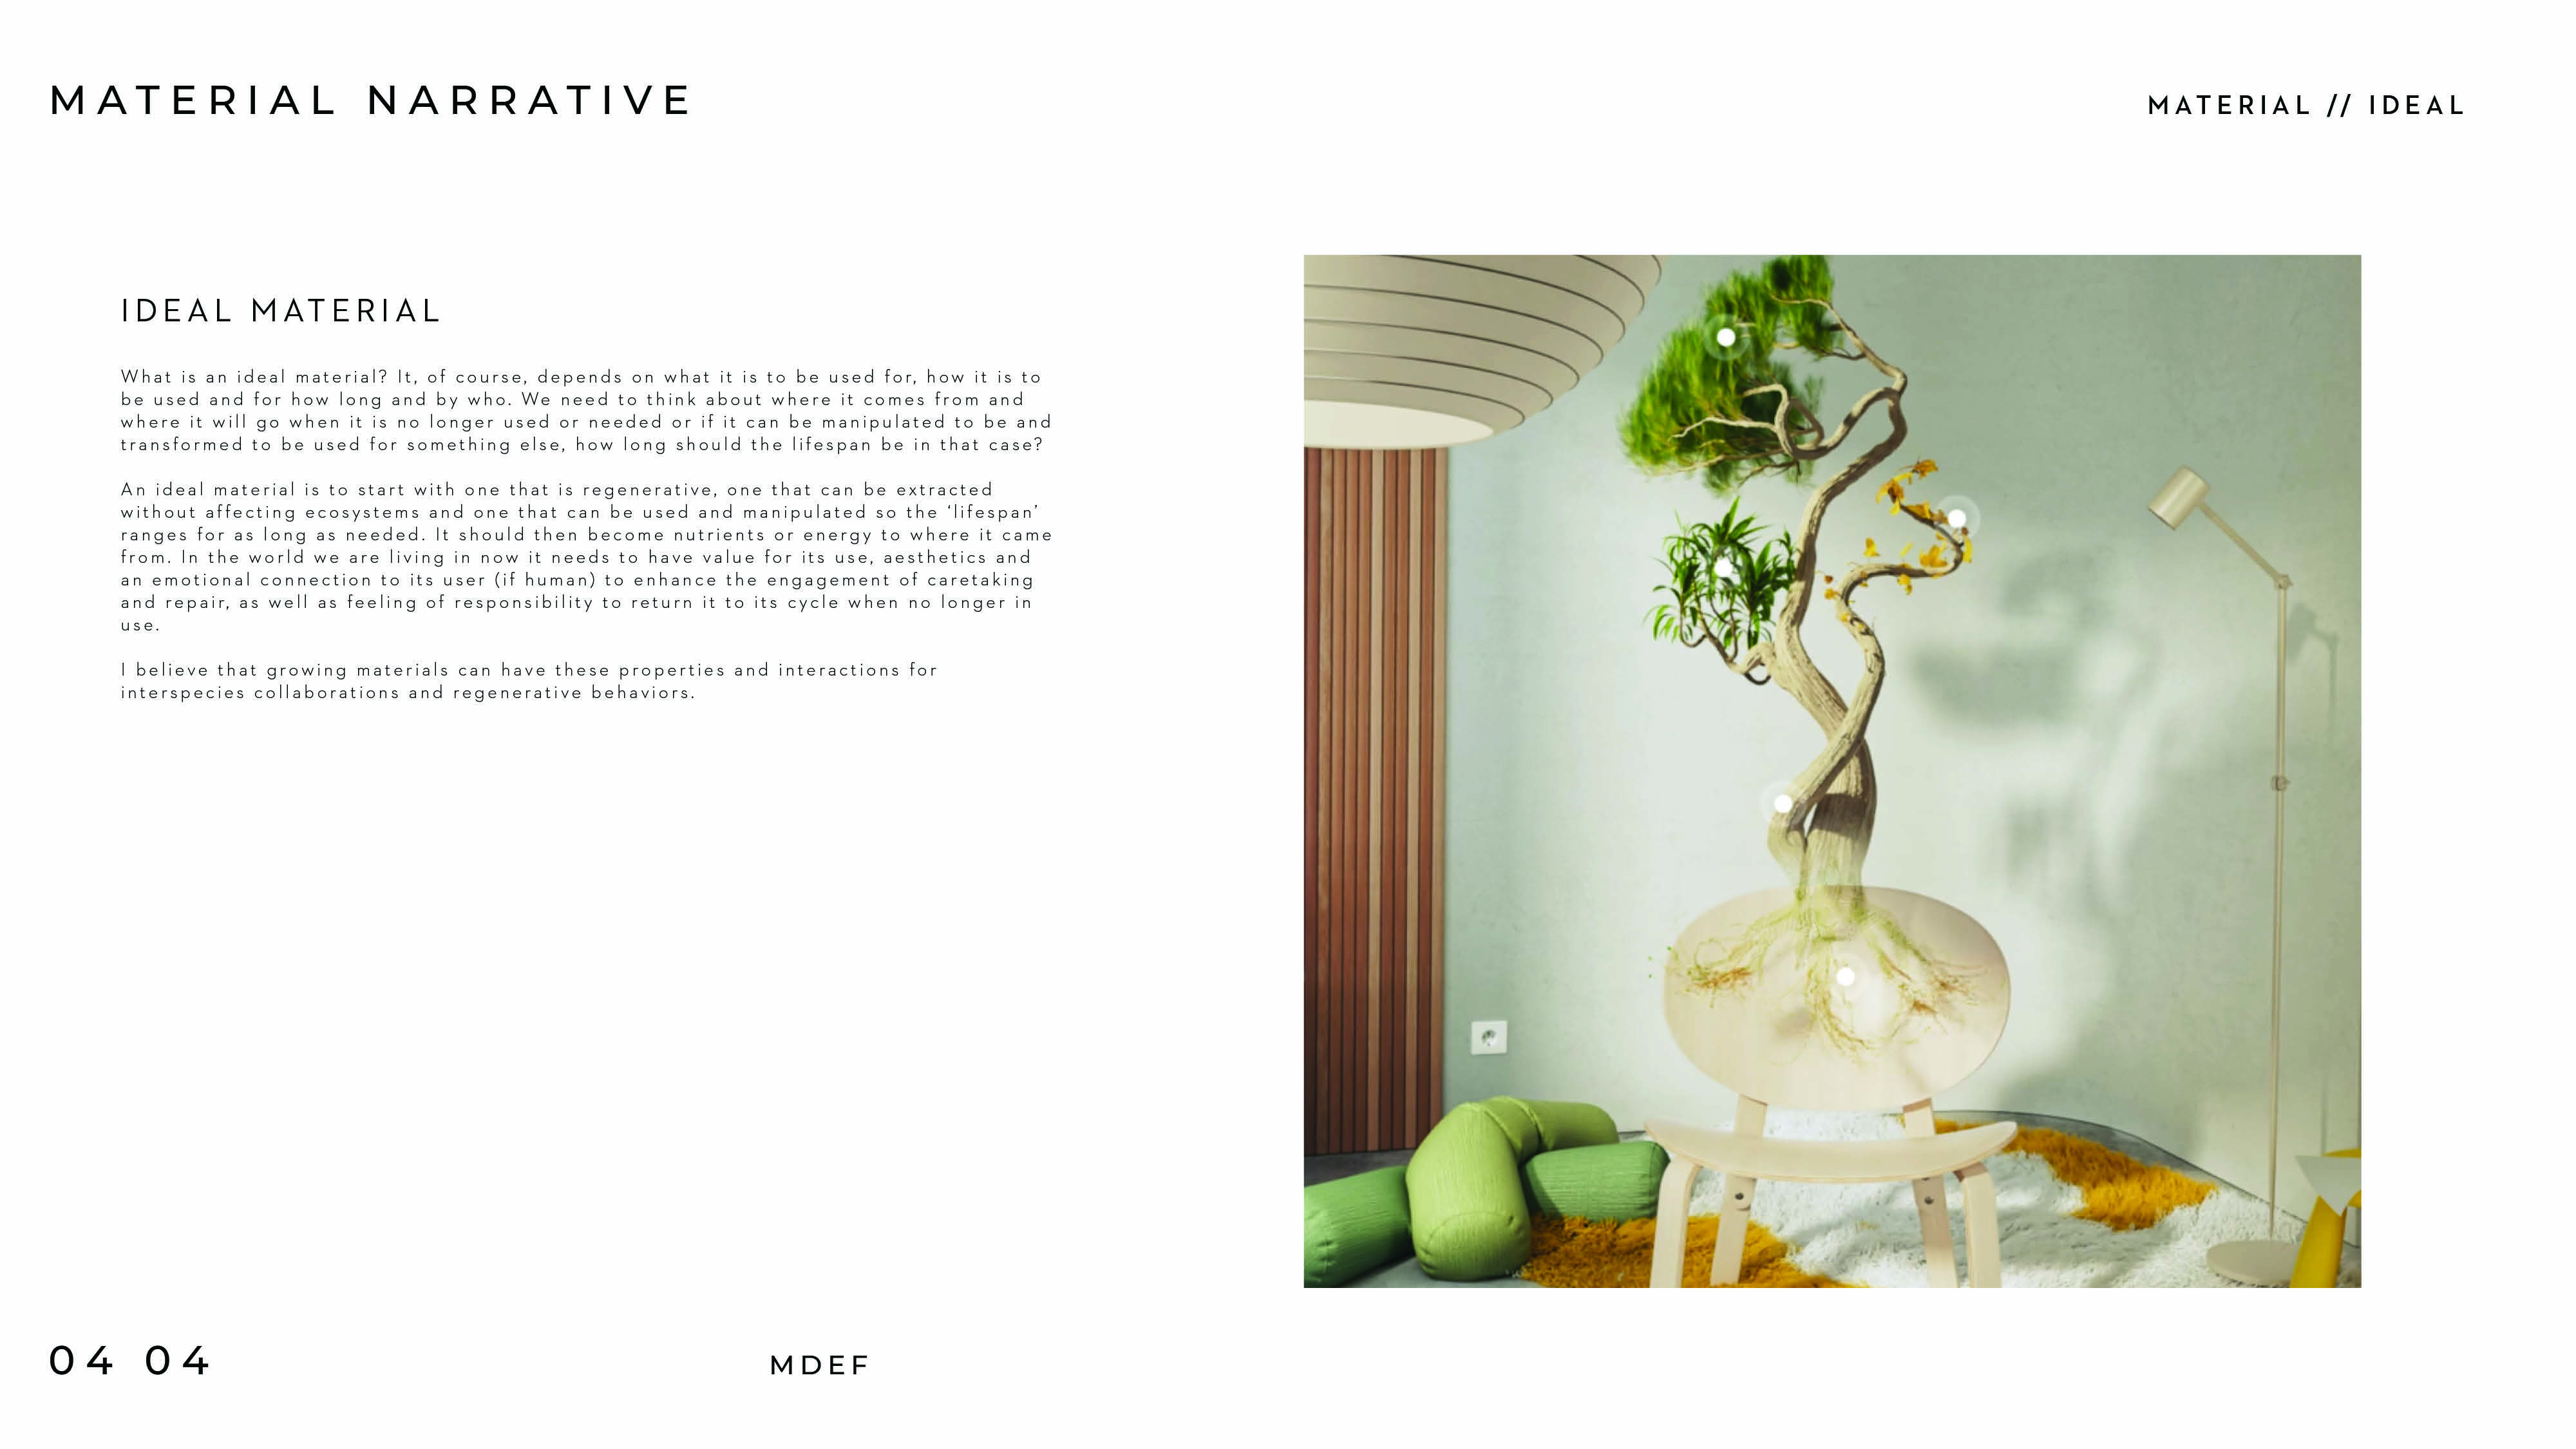 MATERIAL NARRATIVE
MATERIAL // IDEAL
IDEAL MATERIAL
What is an ideal material? It, of course, depends on what it is to be used for, how it is to
be used and for how long and by who. We need to think about where it comes from and
where it will go when it is no longer used or needed or if it can be manipulated to be and
transformed to be used for something else, how long should the lifespan be in that case?
An ideal material is to start with one that is regenerative, one that can be extracted
without affecting ecosystems and one that can be used and manipulated so the ‘lifespan’
ranges for as long as needed. It should then become nutrients or energy to where it came
from. In the world we are living in now it needs to have value for its use, aesthetics and
an emotional connection to its user (if human) to enhance the engagement of caretaking
and repair, as well as feeling of responsibility to return it to its cycle when no longer in
use.
I believe that growing materials can have these properties and interactions for
interspecies collaborations and regenerative behaviors.
04 04
MDEF